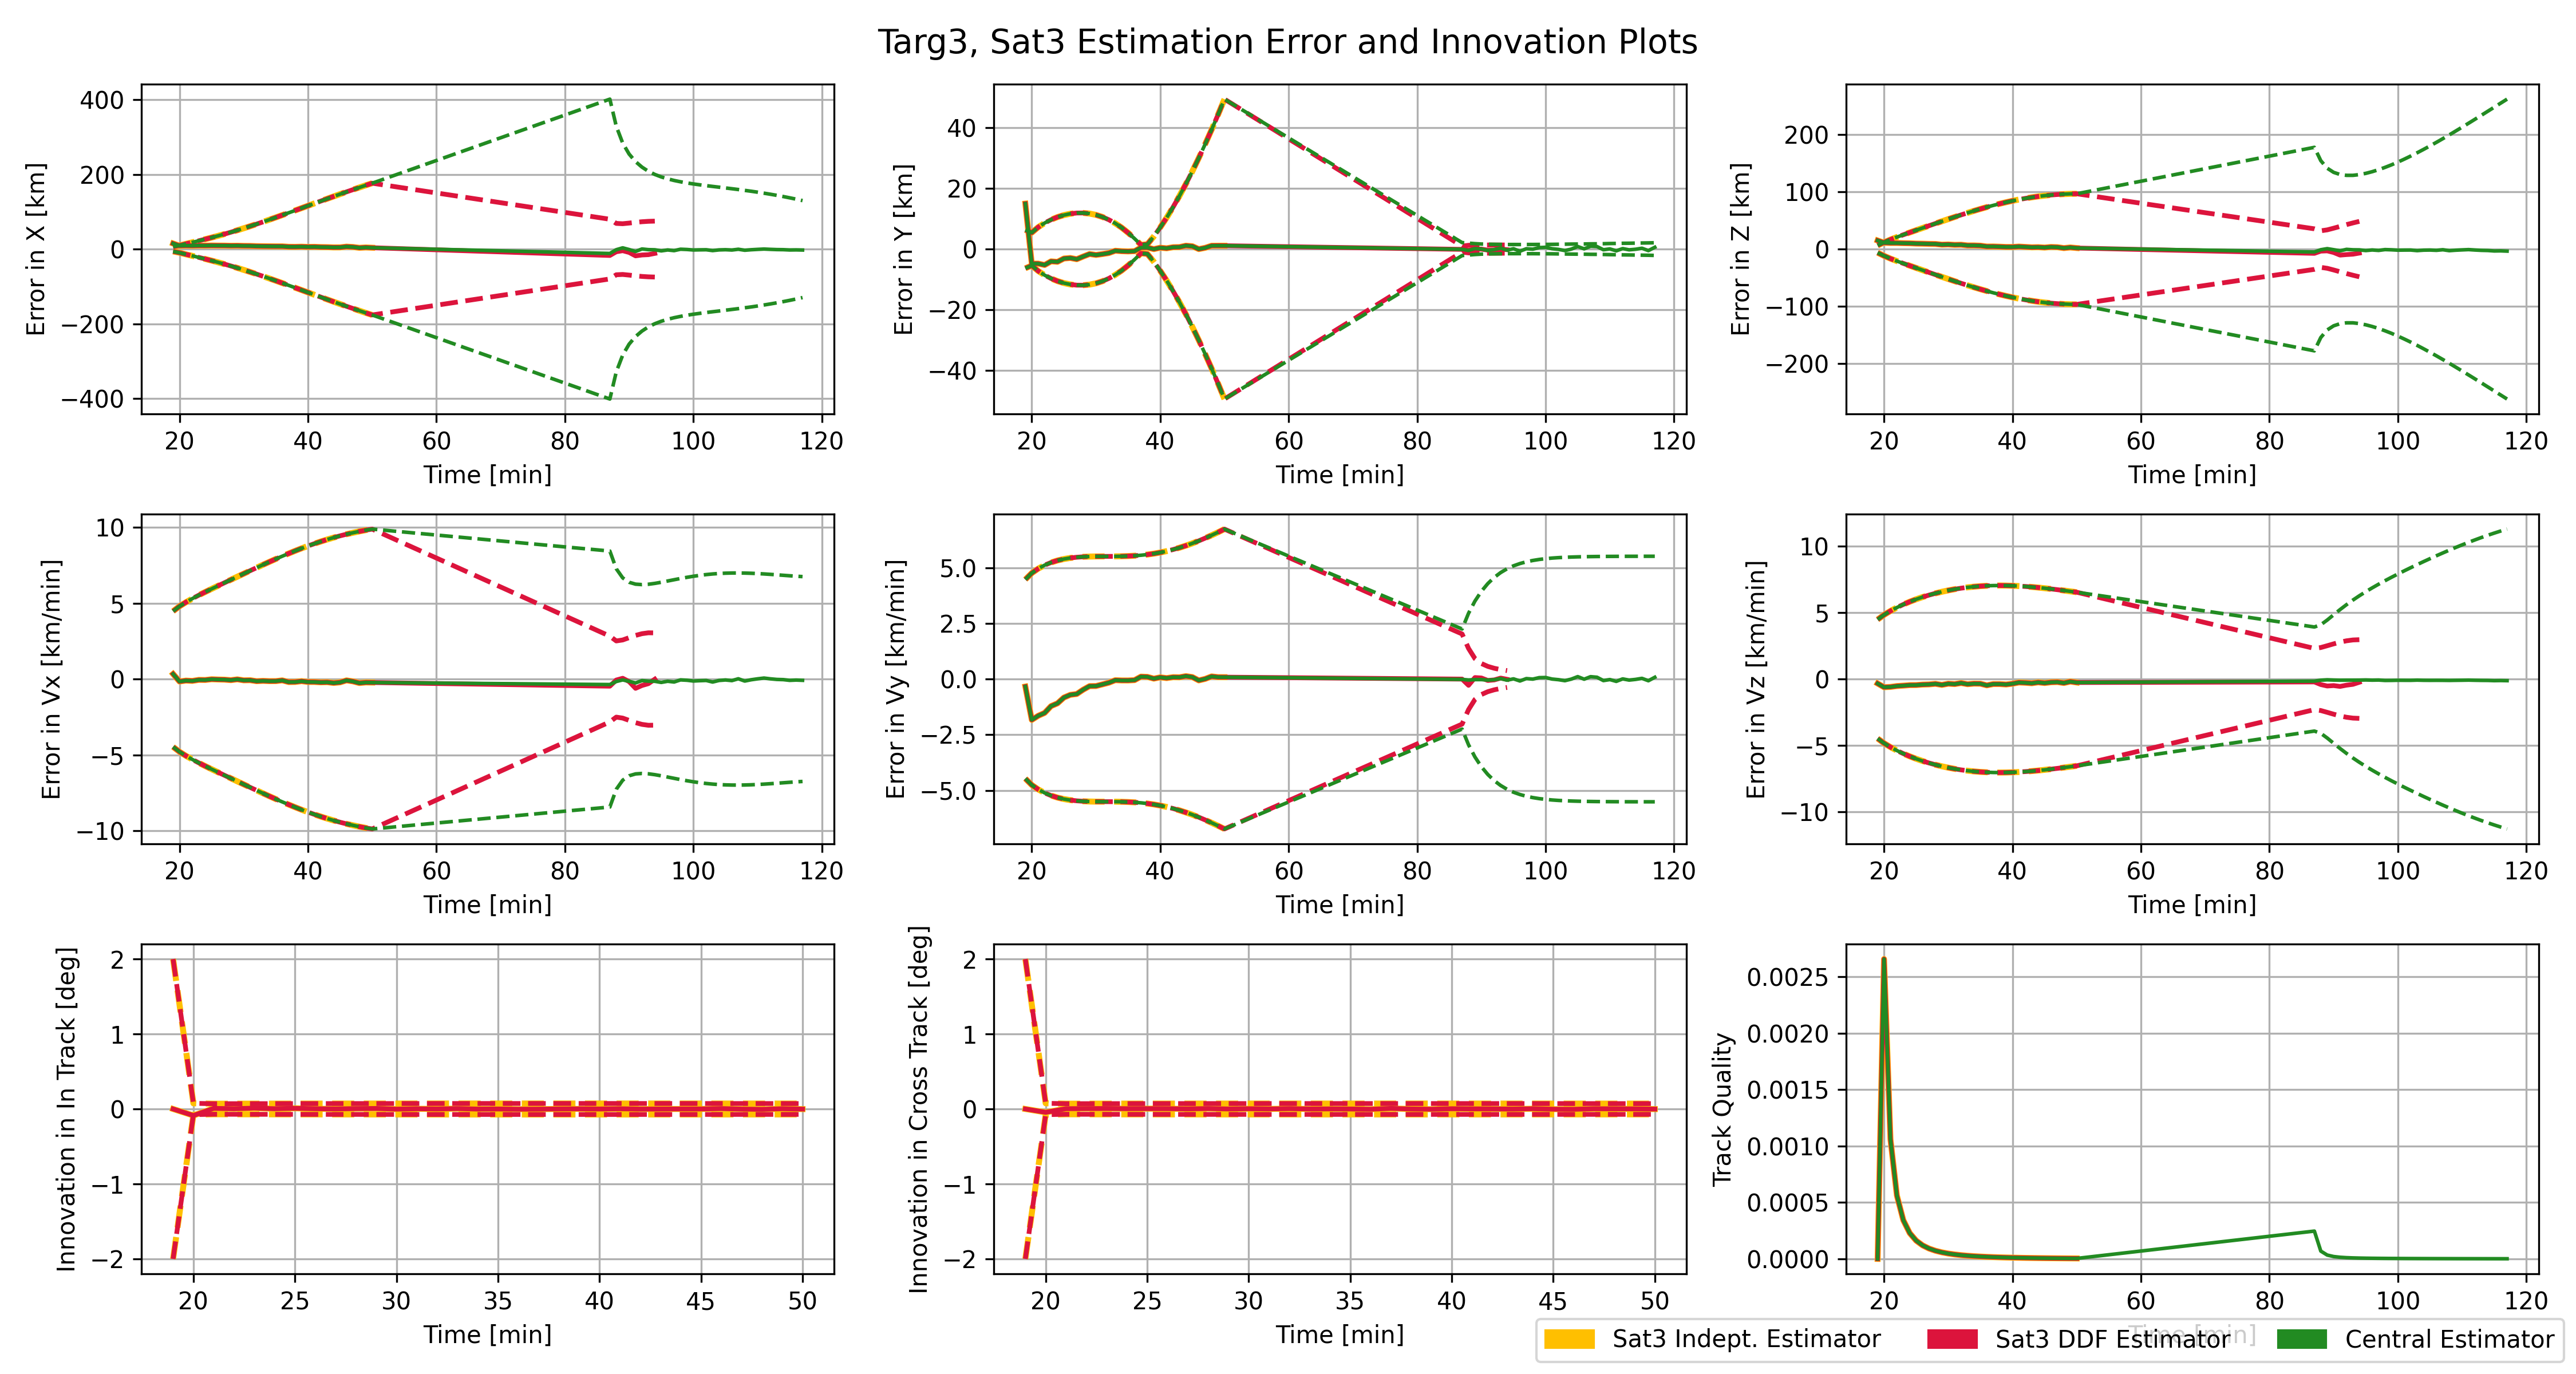 Targ3, Sat3 Estimation Error and Innovation Plots
Error in X [km]
400
200
0
−200
−400
20 40 60 80 100 120
Time [min]
Error in Y [km]
40
20
0
−20
−40
20 40 60 80 100 120
Time [min]
Error in Z [km]
200
100
0
−100
−200
20 40 60 80 100 120
Time [min]
Error in Vx [km/min]
10
5
0
−5
−10
20 40 60 80 100 120
Time [min]
Error in Vy [km/min]
5.0
2.5
0.0
−2.5
−5.0
20 40 60 80 100 120
Time [min]
Error in Vz [km/min]
10
5
0
−5
−10
20 40 60 80 100 120
Time [min]
Innovation in In Track [deg]
2
1
0
−1
−2
20 25 30 35 40 45 50
Time [min]
Innovation in Cross Track [deg]
2
1
0
−1
−2
20 25 30 35 40 45 50
Time [min]
Track Quality
0.0025
0.0020
0.0015
0.0010
0.0005
0.0000
20 40 60 80 100 120
Time [min]
Sat3 Indept. Estimator
Sat3 DDF Estimator
Central Estimator